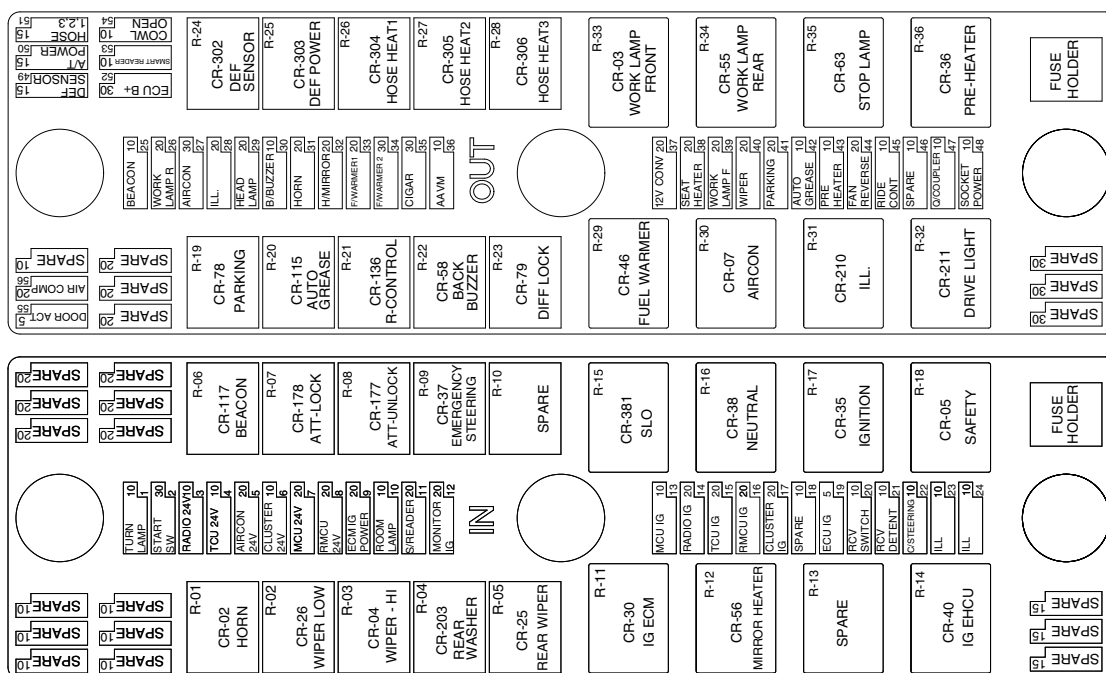 HOSE 1,2,3 15 51
COWL OPEN 10 54
A/T POWER 15 50
SMART READER 10 53
DEF SENSOR 15 49
ECU B+ 30 52
R-24
CR-302
DEF
SENSOR
R-25
CR-303
DEF POWER
R-26
CR-304
HOSE HEAT1
R-27
CR-305
HOSE HEAT2
R-28
CR-306
HOSE HEAT3
R-33
CR-03
WORK LAMP
FRONT
R-34
CR-55
WORK LAMP
REAR
R-35
CR-63
STOP LAMP
R-36
CR-36
PRE-HEATER
FUSE
HOLDER
BEACON 10 25
WORK LAMP R 20 26
AIRCON 30 27
ILL. 20 28
HEAD LAMP 20 29
B/BUZZER 10 30
HORN 20 31
H/MIRROR 20 32
F/WARMER1 20 33
F/WARMER 2 30 34
CIGAR 30 35
AAVM 10 36
OUT
12V CONV 20 37
SEAT HEATER 20 38
WORK LAMP F 20 39
WIPER 20 40
PARKING 20 41
AUTO GREASE 10 42
PRE HEATER 10 43
FAN REVERSE 20 44
RIDE CONT 10 45
SPARE 10 46
Q/COUPLER 10 47
SOCKET POWER 10 48
SPARE 10
SPARE 20
AIR COMP 20 56
SPARE 20
DOOR ACT. 5 55
SPARE 20
R-19
CR-78
PARKING
R-20
CR-115
AUTO
GREASE
R-21
CR-136
R-CONTROL
R-22
CR-58
BACK
BUZZER
R-23
CR-79
DIFF LOCK
R-29
CR-46
FUEL WARMER
R-30
CR-07
AIRCON
R-31
CR-210
ILL.
R-32
CR-211
DRIVE LIGHT
SPARE 30
SPARE 30
SPARE 30
SPARE 20
SPARE 20
SPARE 20
SPARE 20
SPARE 20
SPARE 20
R-06
CR-117
BEACON
R-07
CR-178
ATT-LOCK
R-08
CR-177
ATT-UNLOCK
R-09
CR-37
EMERGENCY
STEERING
R-10
SPARE
R-15
CR-381
SLO
R-16
CR-38
NEUTRAL
R-17
CR-35
IGNITION
R-18
CR-05
SAFETY
FUSE
HOLDER
TURN LAMP 10 1
START SW 30 2
RADIO 24V 10 3
TCU 24V 10 4
AIRCON 24V 20 5
CLUSTER 24V 10 6
MCU 24V 20 7
RMCU 24V 20 8
ECM IG POWER 20 9
ROOM LAMP 10 10
S/READER 20 11
MONITOR IG 20 12
IN
MCU IG 10 13
RADIO IG 20 14
TCU IG 20 15
RMCU IG 20 16
CLUSTER IG 20 17
SPARE 10 18
ECU IG 5 19
RCV SWITCH 10 20
RCV DETENT 10 21
C/STEERING 10 22
ILL 10 23
ILL 10 24
SPARE 10
SPARE 10
SPARE 10
SPARE 10
SPARE 10
SPARE 10
R-01
CR-02
HORN
R-02
CR-26
WIPER LOW
R-03
CR-04
WIPER - HI
R-04
CR-203
REAR
WASHER
R-05
CR-25
REAR WIPER
R-11
CR-30
IG ECM
R-12
CR-56
MIRROR HEATER
R-13
SPARE
R-14
CR-40
IG EHCU
SPARE 15
SPARE 15
SPARE 15